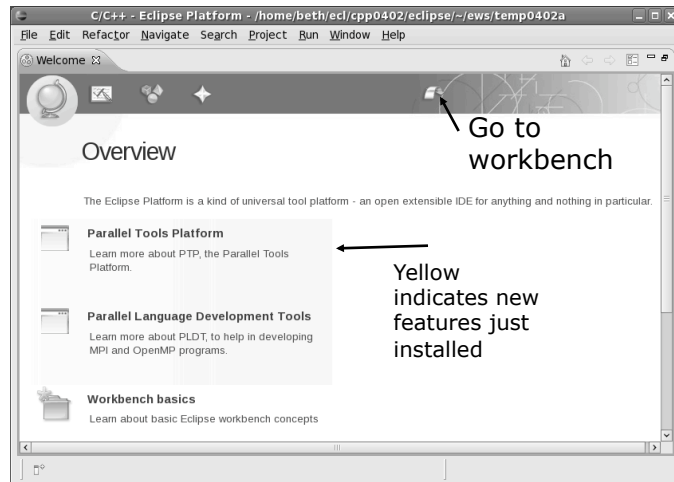 C/C++ - Eclipse Platform - /home/beth/ecl/cpp0402/eclipse/~/ews/temp0402a
File Edit Refactor Navigate Search Project Run Window Help
Welcome
Go to
workbench
Overview
The Eclipse Platform is a kind of universal tool platform - an open extensible IDE for anything and nothing in particular.
Parallel Tools Platform
Learn more about PTP, the Parallel Tools
Platform.
Yellow
indicates new
features just
installed
Parallel Language Development Tools
Learn more about PLDT, to help in developing
MPI and OpenMP programs.
Workbench basics
Learn about basic Eclipse workbench concepts